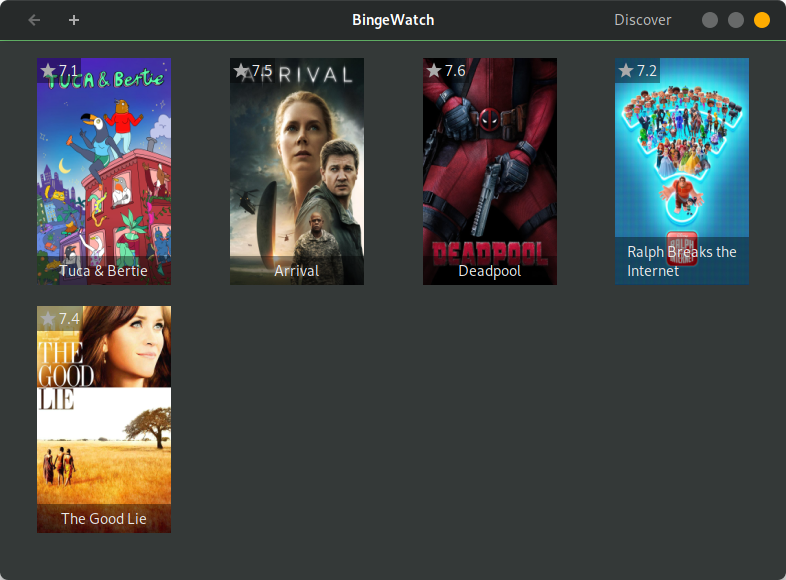 BingeWatch
Discover
7.1
TUCA & BERTIE
Tuca & Bertie
7.5
ARRIVAL
Arrival
7.6
DEADPOOL
Deadpool
7.2
RALPH
Ralph Breaks the
Internet
7.4
THE
GOOD
LIE
The Good Lie